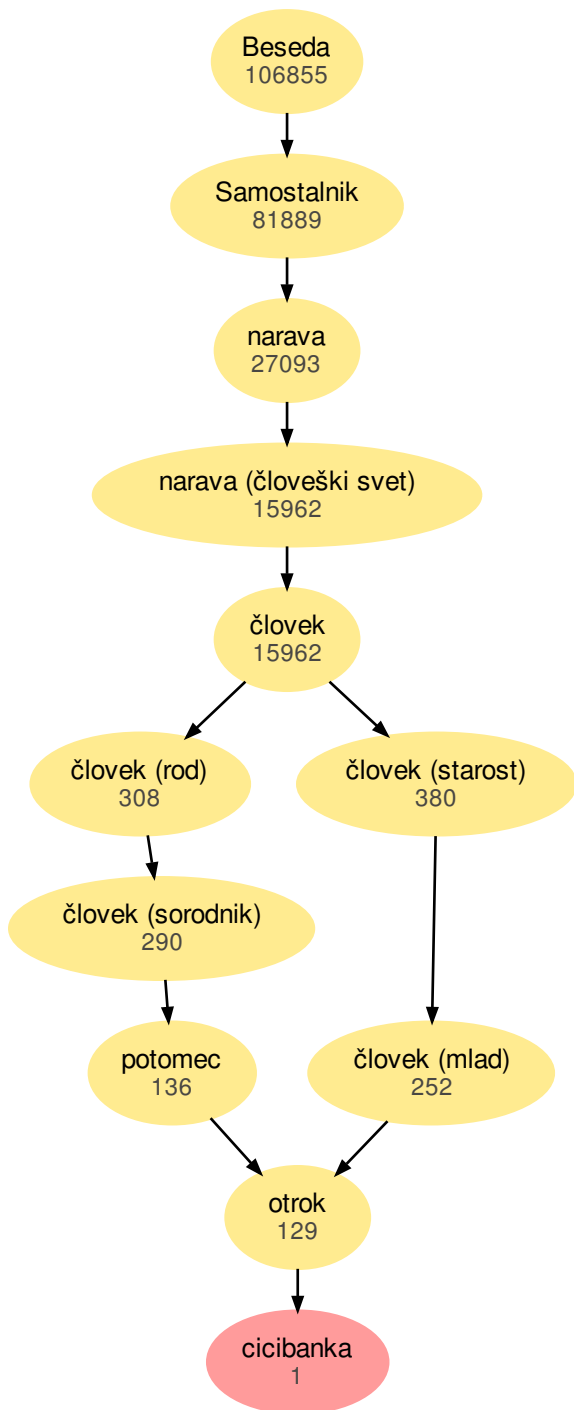 Beseda
106855
Samostalnik
81889
narava
27093
narava (človeški svet)
15962
človek
15962
človek (rod)
308
človek (starost)
380
človek (sorodnik)
290
potomec
136
človek (mlad)
252
otrok
129
cicibanka
1